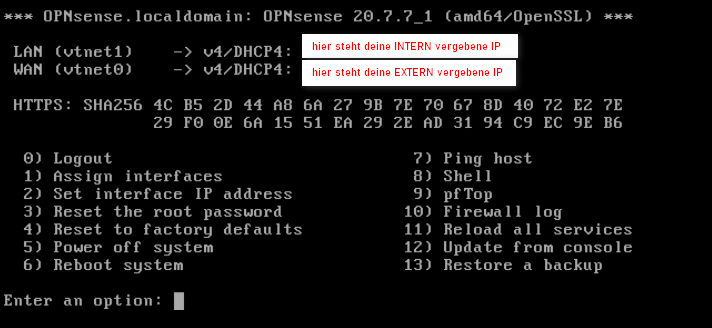 *** OPNsense.localdomain: OPNsense 20.7.7_1 (amd64/OpenSSL) ***
LAN (vtnet1) -> v4/DHCP4: hier steht deine INTERN vergebene IP
WAN (vtnet0) -> v4/DHCP4: hier steht deine EXTERN vergebene IP
HTTPS: SHA256 4C B5 2D 44 A8 6A 27 9B 7E 70 67 8D 40 72 E2 7E
29 F0 0E 6A 15 51 EA 29 2E AD 31 94 C9 EC 9E B6
0) Logout 7) Ping host
1) Assign interfaces 8) Shell
2) Set interface IP address 9) pfTop
3) Reset the root password 10) Firewall log
4) Reset to factory defaults 11) Reload all services
5) Power off system 12) Update from console
6) Reboot system 13) Restore a backup
Enter an option: